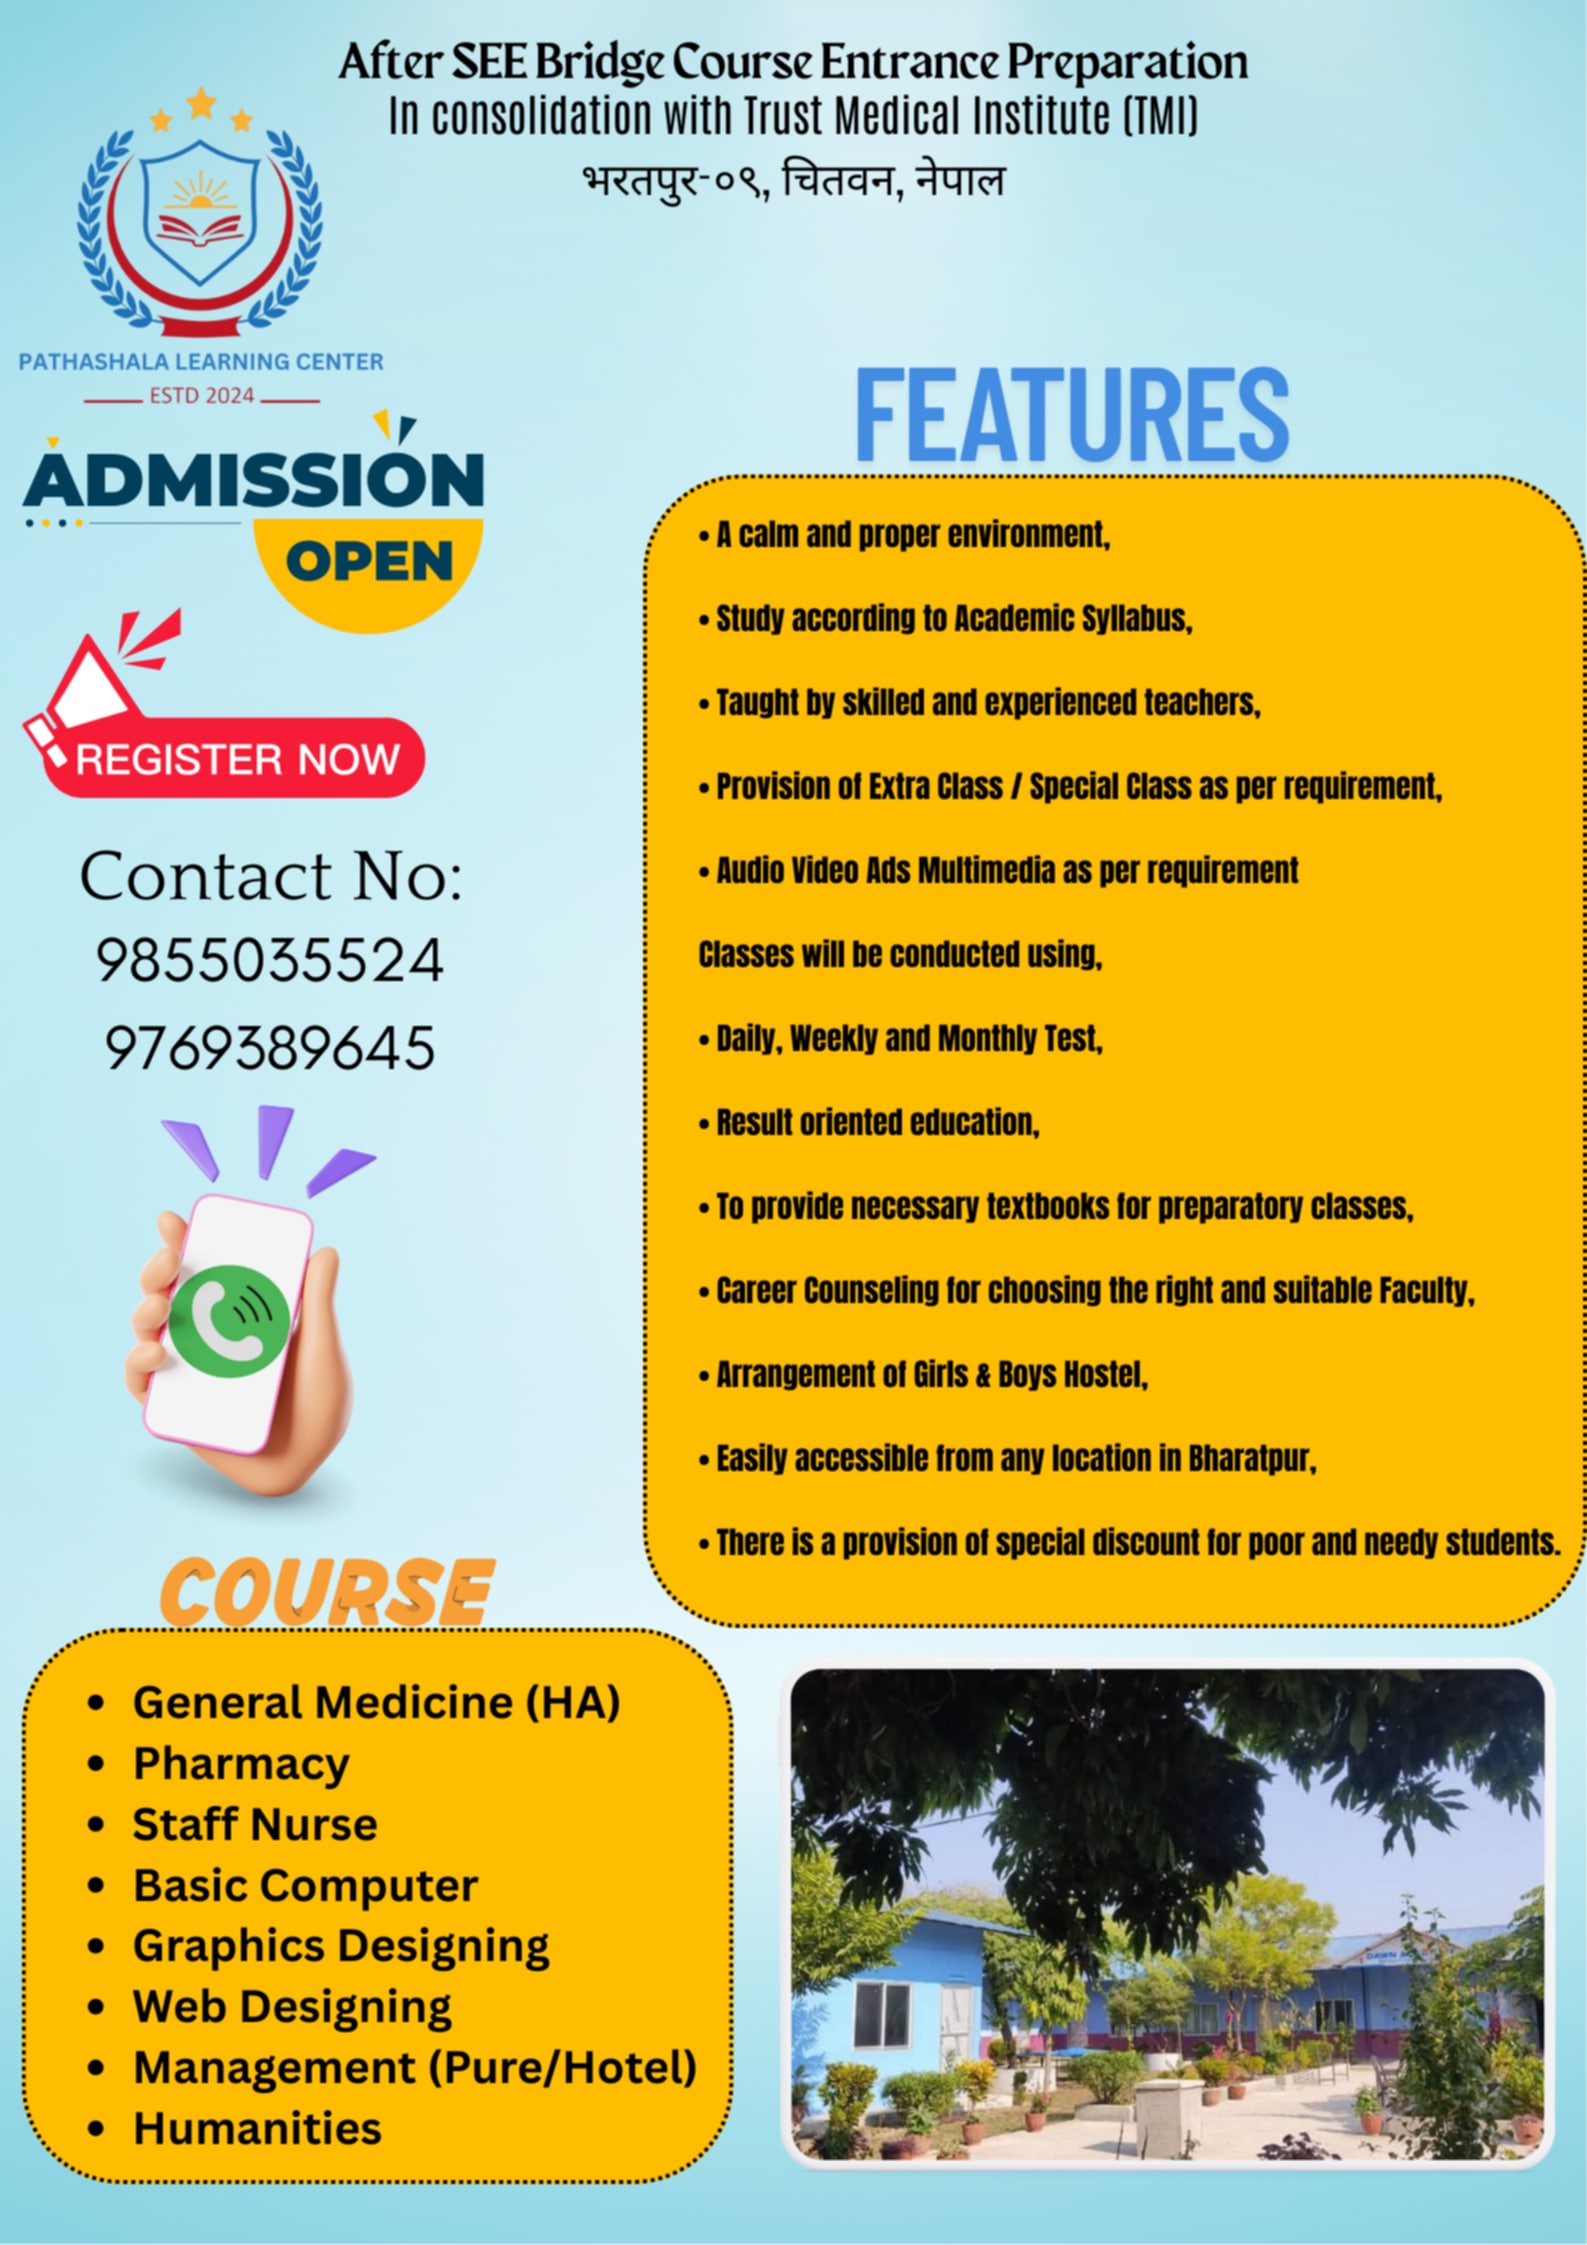 After SEE Bridge Course Entrance Preparation
In consolidation with Trust Medical Institute (TMI)
भरतपुर-०९, चितवन, नेपाल
PATHASHALA LEARNING CENTER
ESTD 2024
ADMISSION
OPEN
REGISTER NOW
Contact No:
9855035524
9769389645
FEATURES
• A calm and proper environment,
• Study according to Academic Syllabus,
• Taught by skilled and experienced teachers,
• Provision of Extra Class / Special Class as per requirement,
• Audio Video Ads Multimedia as per requirement
Classes will be conducted using,
• Daily, Weekly and Monthly Test,
• Result oriented education,
• To provide necessary textbooks for preparatory classes,
• Career Counseling for choosing the right and suitable Faculty,
• Arrangement of Girls & Boys Hostel,
• Easily accessible from any location in Bharatpur,
• There is a provision of special discount for poor and needy students.
COURSE
• General Medicine (HA)
• Pharmacy
• Staff Nurse
• Basic Computer
• Graphics Designing
• Web Designing
• Management (Pure/Hotel)
• Humanities
DAWN